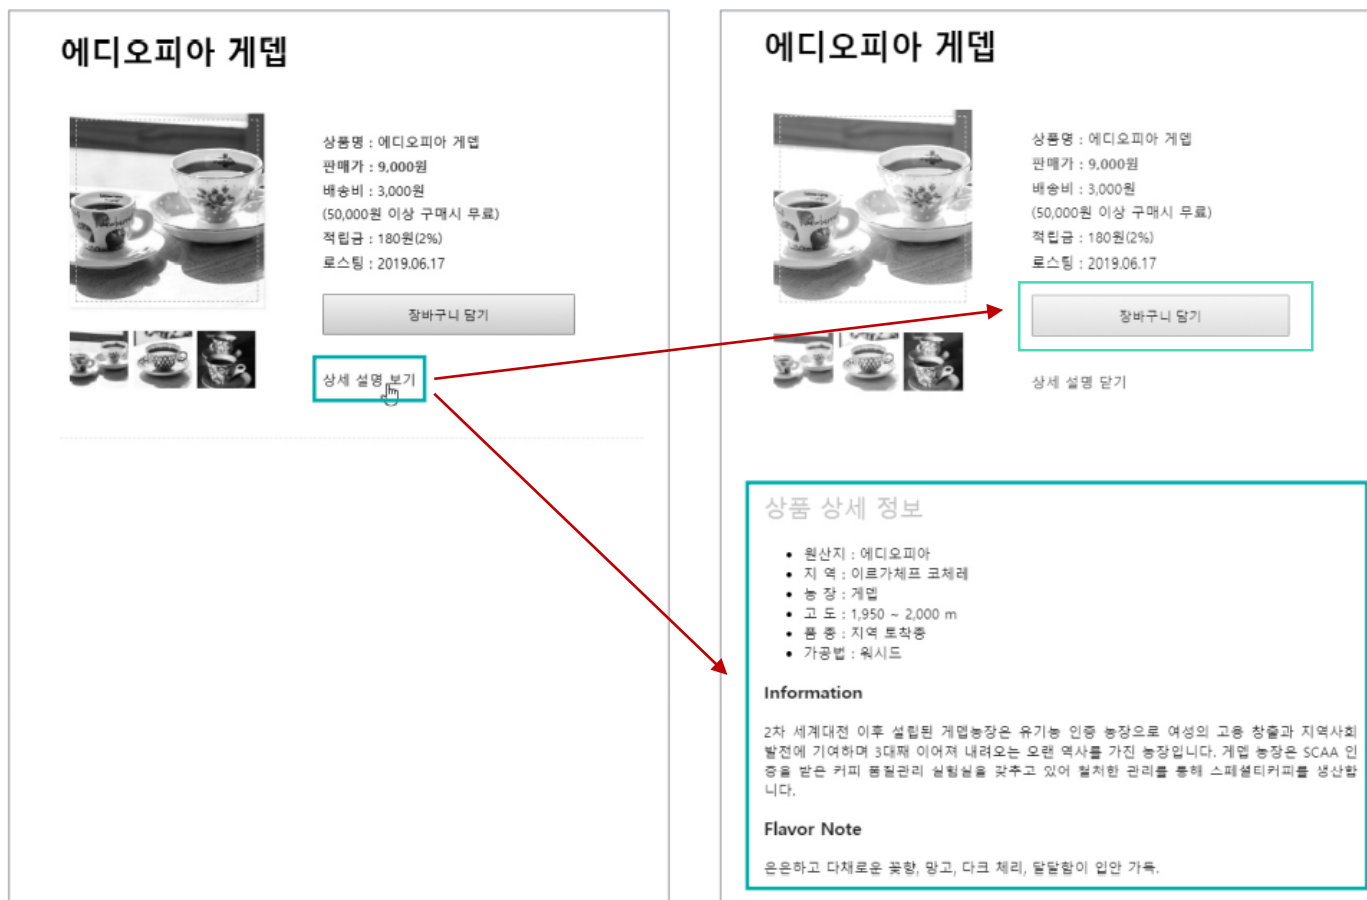 에디오피아 게뎁
상품명 : 에디오피아 게뎁
판매가 : 9,000원
배송비 : 3,000원
(50,000원 이상 구매시 무료)
적립금 : 180원(2%)
로스팅 : 2019.06.17
장바구니 담기
상세 설명 보기
에디오피아 게뎁
상품명 : 에디오피아 게뎁
판매가 : 9,000원
배송비 : 3,000원
(50,000원 이상 구매시 무료)
적립금 : 180원(2%)
로스팅 : 2019.06.17
장바구니 담기
상세 설명 닫기
상품 상세 정보
원산지 : 에디오피아
지 역 : 이르가체프 코체레
농 장 : 게뎁
고 도 : 1,950 ~ 2,000 m
품 종 : 지역 토착종
가공법 : 워시드
Information
2차 세계대전 이후 설립된 게뎁농장은 유기농 인증 농장으로 여성의 고용 창출과 지역사회
발전에 기여하며 3대째 이어져 내려오는 오랜 역사를 가진 농장입니다. 게뎁 농장은 SCAA 인
증을 받은 커피 품질관리 실험실을 갖추고 있어 철처한 관리를 통해 스페셜티커피를 생산합
니다.
Flavor Note
은은하고 다채로운 꽃향, 망고, 다크 체리, 달달함이 입안 가득.